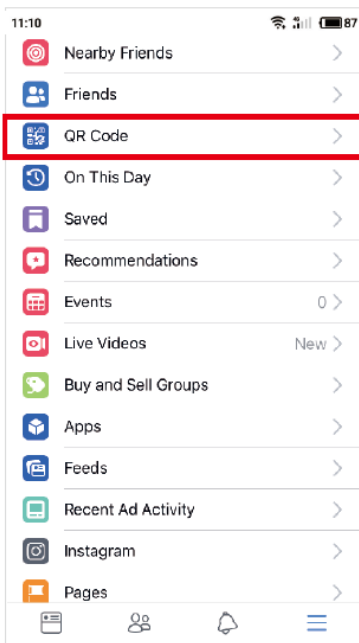 11:10 87
Nearby Friends
Friends
QR Code
On This Day
Saved
Recommendations
Events 0
Live Videos New
Buy and Sell Groups
Apps
Feeds
Recent Ad Activity
Instagram
Pages